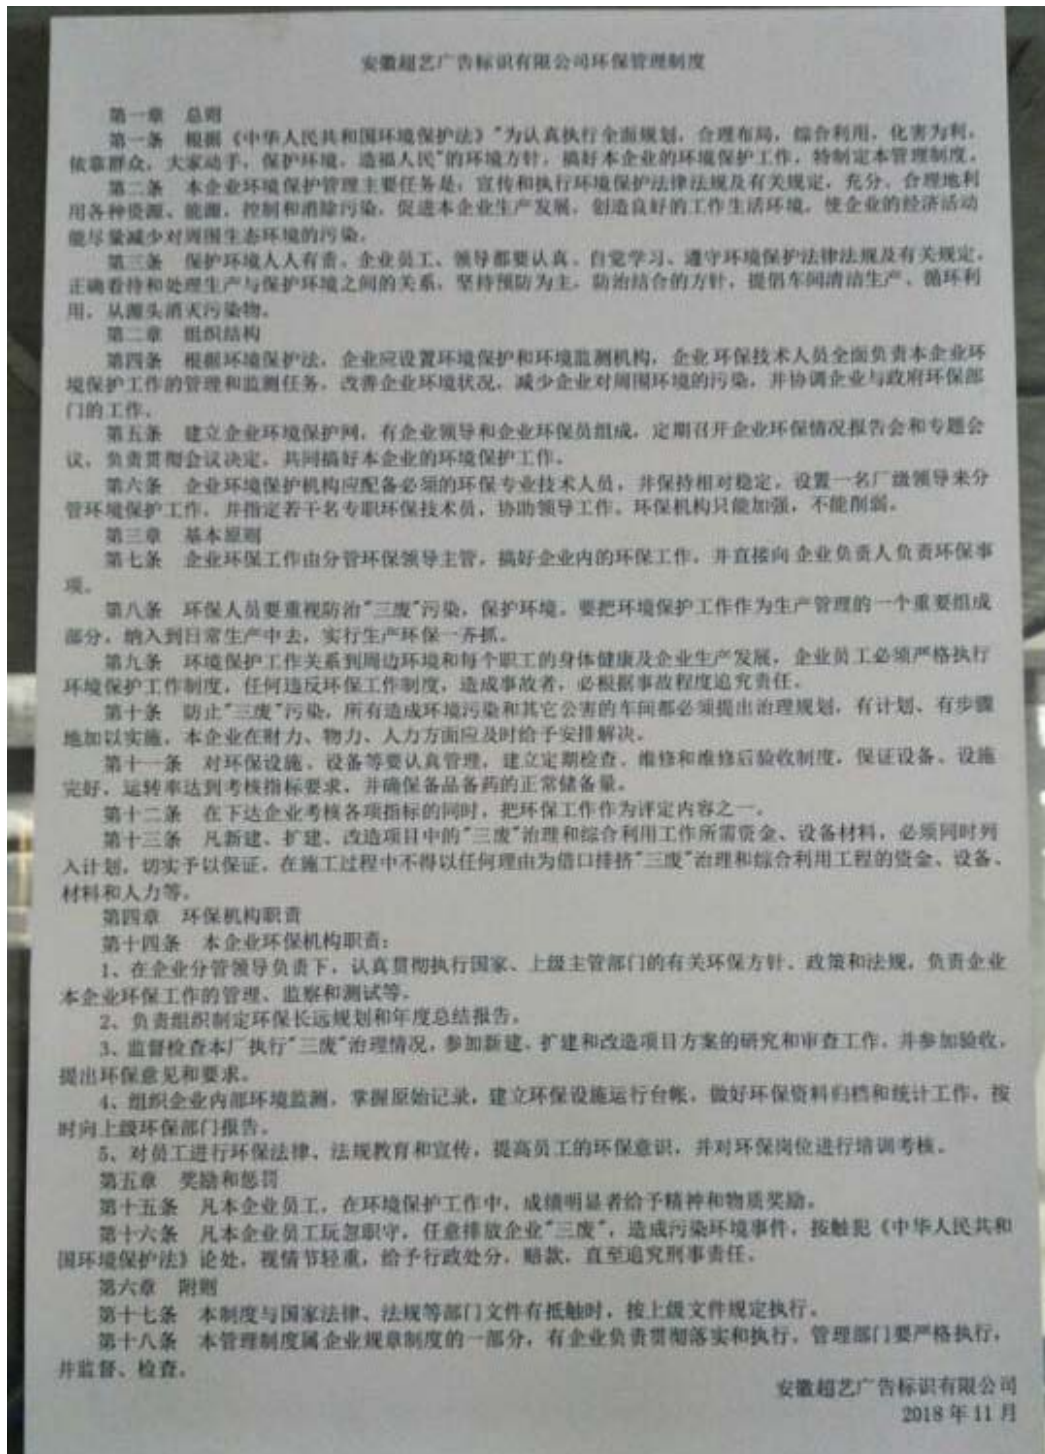 安徽超艺广告标识有限公司环保管理制度
第一章 总则
第一条 根据《中华人民共和国环境保护法》"为认真执行全面规划，合理布局，综合利用，化害为利，
依靠群众，大家动手，保护环境，造福人民"的环境方针，搞好本企业的环境保护工作，特制定本管理制度。
第二条 本企业环境保护管理主要任务是：宣传和执行环境保护法律法规及有关规定，充分、合理地利
用各种资源、能源，控制和消除污染，促进本企业生产发展，创造良好的工作生活环境，使企业的经济活动
能尽量减少对周围生态环境的污染。
第三条 保护环境人人有责。企业员工、领导都要认真、自觉学习、遵守环境保护法律法规及有关规定，
正确看待和处理生产与保护环境之间的关系，坚持预防为主，防治结合的方针，提倡车间清洁生产、循环利
用，从源头消灭污染物。
第二章 组织结构
第四条 根据环境保护法，企业应设置环境保护和环境监测机构，企业环保技术人员全面负责本企业环
境保护工作的管理和监测任务，改善企业环境状况，减少企业对周围环境的污染，并协调企业与政府环保部
门的工作。
第五条 建立企业环境保护网，有企业领导和企业环保员组成，定期召开企业环保情况报告会和专题会
议，负责贯彻会议决定，共同搞好本企业的环境保护工作。
第六条 企业环境保护机构应配备必须的环保专业技术人员，并保持相对稳定，设置一名厂级领导来分
管环境保护工作，并指定若干名专职环保技术员，协助领导工作。环保机构只能加强，不能削弱。
第三章 基本原则
第七条 企业环保工作由分管环保领导主管，搞好企业内的环保工作，并直接向企业负责人负责环保事
项。
第八条 环保人员要重视防治"三废"污染，保护环境。要把环境保护工作作为生产管理的一个重要组成
部分，纳入到日常生产中去，实行生产环保一齐抓。
第九条 环境保护工作关系到周边环境和每个职工的身体健康及企业生产发展，企业员工必须严格执行
环境保护工作制度，任何违反环保工作制度，造成事故者，必根据事故程度追究责任。
第十条 防止"三废"污染，所有造成环境污染和其它公害的车间都必须提出治理规划，有计划、有步骤
地加以实施，本企业在财力、物力、人力方面应及时给予安排解决。
第十一条 对环保设施、设备等要认真管理，建立定期检查、维修和维修后验收制度，保证设备、设施
完好，运转率达到考核指标要求，并确保备品备药的正常储备量。
第十二条 在下达企业考核各项指标的同时，把环保工作作为评定内容之一。
第十三条 凡新建、扩建、改造项目中的"三废"治理和综合利用工作所需资金、设备材料，必须同时列
入计划，切实予以保证，在施工过程中不得以任何理由为借口排挤"三废"治理和综合利用工程的资金、设备、
材料和人力等。
第四章 环保机构职责
第十四条 本企业环保机构职责：
1、在企业分管领导负责下，认真贯彻执行国家、上级主管部门的有关环保方针、政策和法规，负责企业
本企业环保工作的管理、监察和测试等。
2、负责组织制定环保长远规划和年度总结报告。
3、监督检查本厂执行"三废"治理情况，参加新建、扩建和改造项目方案的研究和审查工作，并参加验收，
提出环保意见和要求。
4、组织企业内部环境监测，掌握原始记录，建立环保设施运行台帐，做好环保资料归档和统计工作，按
时向上级环保部门报告。
5、对员工进行环保法律、法规教育和宣传，提高员工的环保意识，并对环保岗位进行培训考核。
第五章 奖励和惩罚
第十五条 凡本企业员工，在环境保护工作中，成绩明显者给予精神和物质奖励。
第十六条 凡本企业员工玩忽职守，任意排放企业"三废"，造成污染环境事件，按触犯《中华人民共和
国环境保护法》论处，视情节轻重，给予行政处分，赔款，直至追究刑事责任。
第六章 附则
第十七条 本制度与国家法律、法规等部门文件有抵触时，按上级文件规定执行。
第十八条 本管理制度属企业规章制度的一部分，有企业负责贯彻落实和执行，管理部门要严格执行，
并监督、检查。
安徽超艺广告标识有限公司
2018 年 11 月